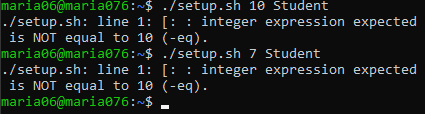 maria06@maria076:~$ ./setup.sh 10 Student
./setup.sh: line 1: [: : integer expression expected
 is NOT equal to 10 (-eq).
maria06@maria076:~$ ./setup.sh 7 Student
./setup.sh: line 1: [: : integer expression expected
 is NOT equal to 10 (-eq).
maria06@maria076:~$